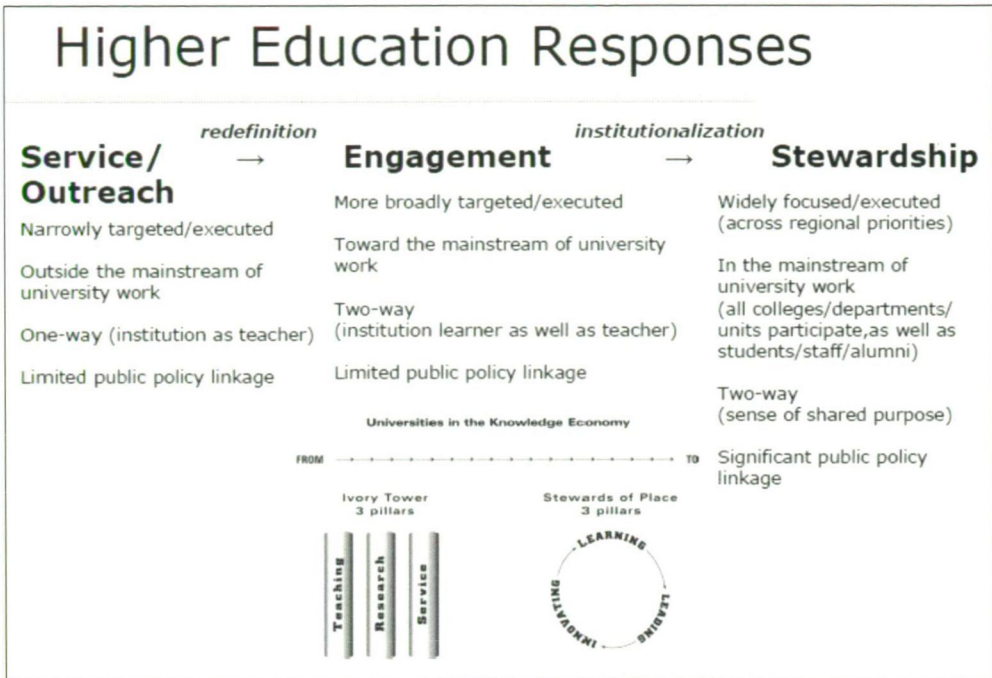 Higher Education Responses
redefinition
institutionalization
Service/
Outreach
→
Engagement
→
Stewardship
Narrowly targeted/executed
Outside the mainstream of
university work
One-way (institution as teacher)
Limited public policy linkage
More broadly targeted/executed
Toward the mainstream of university
work
Two-way
(institution learner as well as teacher)
Limited public policy linkage
Widely focused/executed
(across regional priorities)
In the mainstream of
university work
(all colleges/departments/
units participate,as well as
students/staff/alumni)
Two-way
(sense of shared purpose)
Significant public policy
linkage
Universities in the Knowledge Economy
FROM
TO
Ivory Tower
3 pillars
Teaching
Research
Service
Stewards of Place
3 pillars
LEARNING
LEADING
INNOVATING